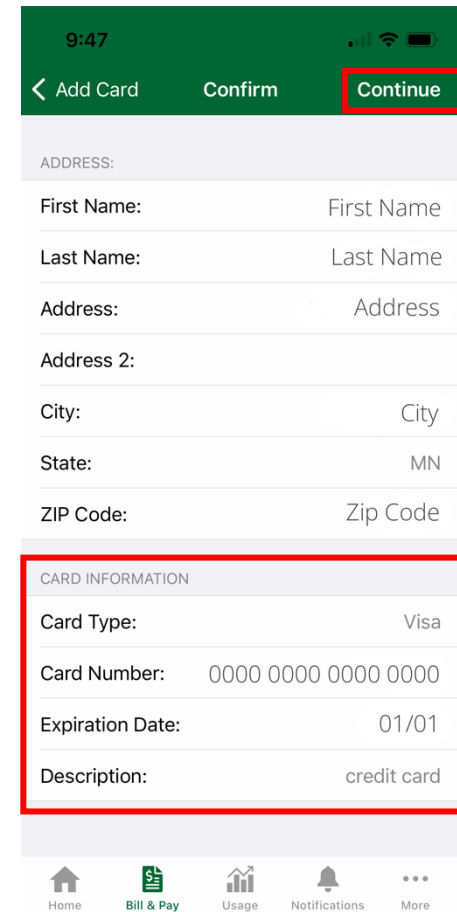 9:47
Add Card Confirm Continue
ADDRESS:
First Name: First Name
Last Name: Last Name
Address: Address
Address 2:
City: City
State: MN
ZIP Code: Zip Code
CARD INFORMATION
Card Type: Visa
Card Number: 0000 0000 0000 0000
Expiration Date: 01/01
Description: credit card
Home Bill & Pay Usage Notifications More